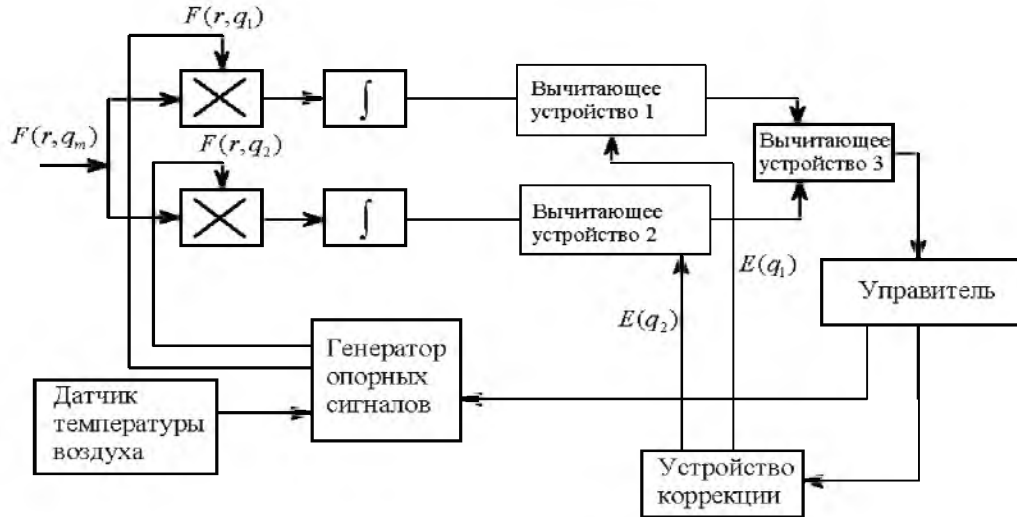 F(r,q₁)
∫
Вычитающее
устройство 1
F(r,qₘ)
F(r,q₂)
Вычитающее
устройство 3
∫
Вычитающее
устройство 2
E(q₁)
E(q₂)
Управитель
Генератор
опорных
сигналов
Датчик
температуры
воздуха
Устройство
коррекции